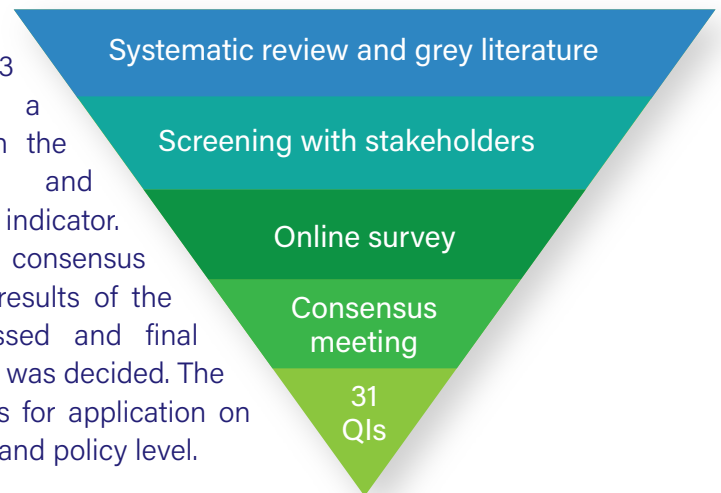 3
a
the
and
indicator.
consensus
results of the
and final
was decided. The
for application on
and policy level.
Systematic review and grey literature
Screening with stakeholders
Online survey
Consensus
meeting
31
QIs